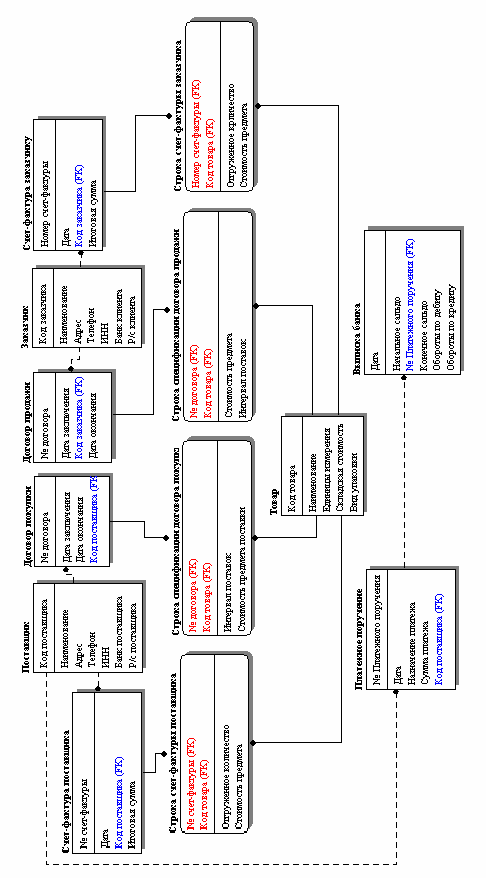 Счет-фактура поставщика
№ счет-фактуры
Дата
Код поставщика (FK)
Итоговая сумма
Поставщик
Код поставщика
Наименование
Адрес
Телефон
ИНН
Банк поставщика
Р/с поставщика
Договор покупки
№ договора
Дата заключения
Дата окончания
Код поставщика (FK
Договор продажи
№ договора
Дата заключения
Код заказчика (FK)
Дата окончания
Заказчик
Код заказчика
Наименование
Адрес
Телефон
ИНН
Банк клиента
Р/с клиента
Счет-фактура заказчику
Номер счет-фактуры
Дата
Код заказчика (FK)
Итоговая сумма
Строка счет-фактуры поставщика
№ счет-фактуры (FK)
Код товара (FK)
Отгруженное количество
Стоимость предмета
Строка спецификации договора покупки
№ договора (FK)
Код товара (FK)
Интервал поставок
Стоимость предмета поставки
Строка спецификации договора продажи
№ договора (FK)
Код товара (FK)
Стоимость предмета
Интервал поставок
Строка счет-фактуры заказчика
Номер счет-фактуры (FK)
Код товара (FK)
Отгруженное количество
Стоимость предмета
Товар
Код товара
Наименование
Единицы измерения
Складская стоимость
Вид упаковки
Платежное поручение
№ Платежного поручения
Дата
Назначение платежа
Сумма платежа
Код поставщика (FK)
Выписка банка
Дата
Начальное сальдо
№ Платежного поручения (FK)
Конечное сальдо
Обороты по дебиту
Обороты по кредиту